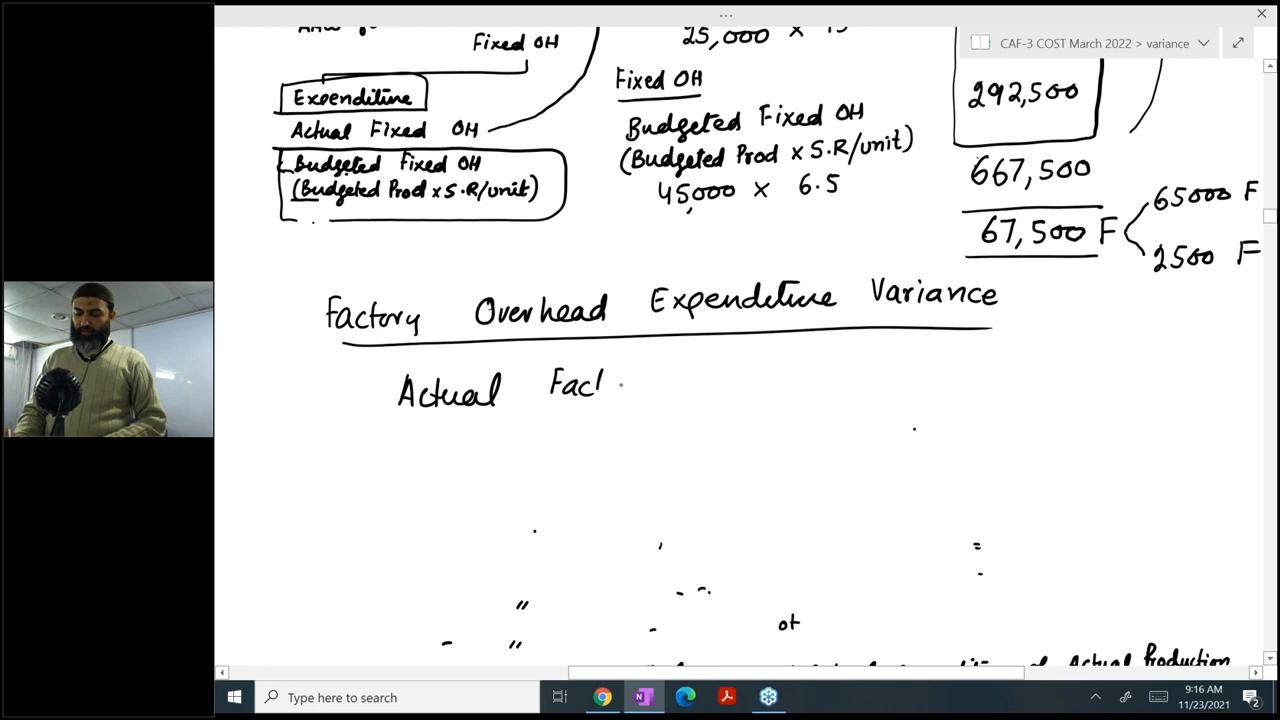 CAF-3 COST March 2022 > variance
Fixed OH
25,000 ×
Expenditure
Actual Fixed OH
Budgeted Fixed OH
(Budgeted Prod x S.R/unit)
Fixed OH
Budgeted Fixed OH
(Budgeted Prod x S.R/unit)
45,000 × 6.5
292,500
667,500
67,500 F
65000 F
2500 F
Factory Overhead Expenditure Variance
Actual Fact
of
of Actual Production
Type here to search
9:16 AM
11/23/2021
2